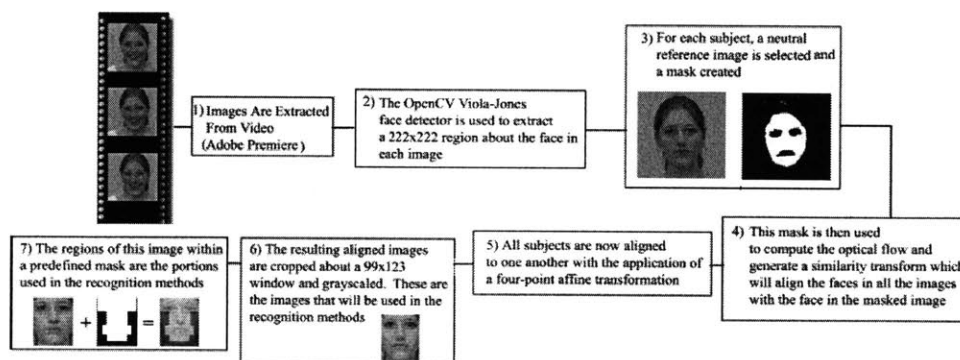 1) Images Are Extracted
From Video
(Adobe Premiere)
2) The OpenCV Viola-Jones
face detector is used to extract
a 222x222 region about the face in
each image
3) For each subject, a neutral
reference image is selected and
a mask created
4) This mask is then used
to compute the optical flow and
generate a similarity transform which
will align the faces in all the images
with the face in the masked image
5) All subjects are now aligned
to one another with the application of
a four-point affine transformation
6) The resulting aligned images
are cropped about a 99x123
window and grayscaled. These are
the images that will be used in the
recognition methods
7) The regions of this image within
a predefined mask are the portions
used in the recognition methods
+ =